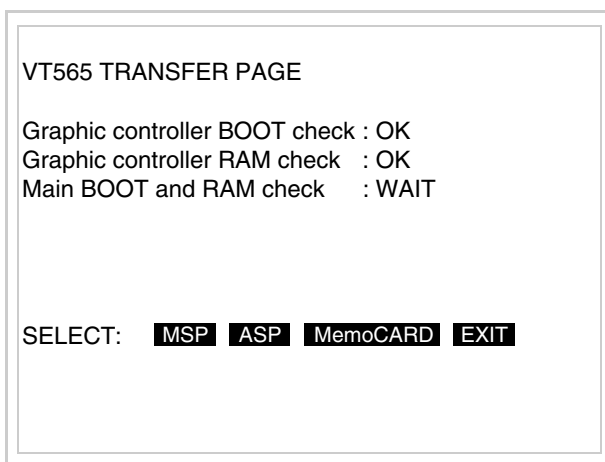 VT565 TRANSFER PAGE
Graphic controller BOOT check : OK
Graphic controller RAM check : OK
Main BOOT and RAM check : WAIT
SELECT: MSP ASP MemoCARD EXIT